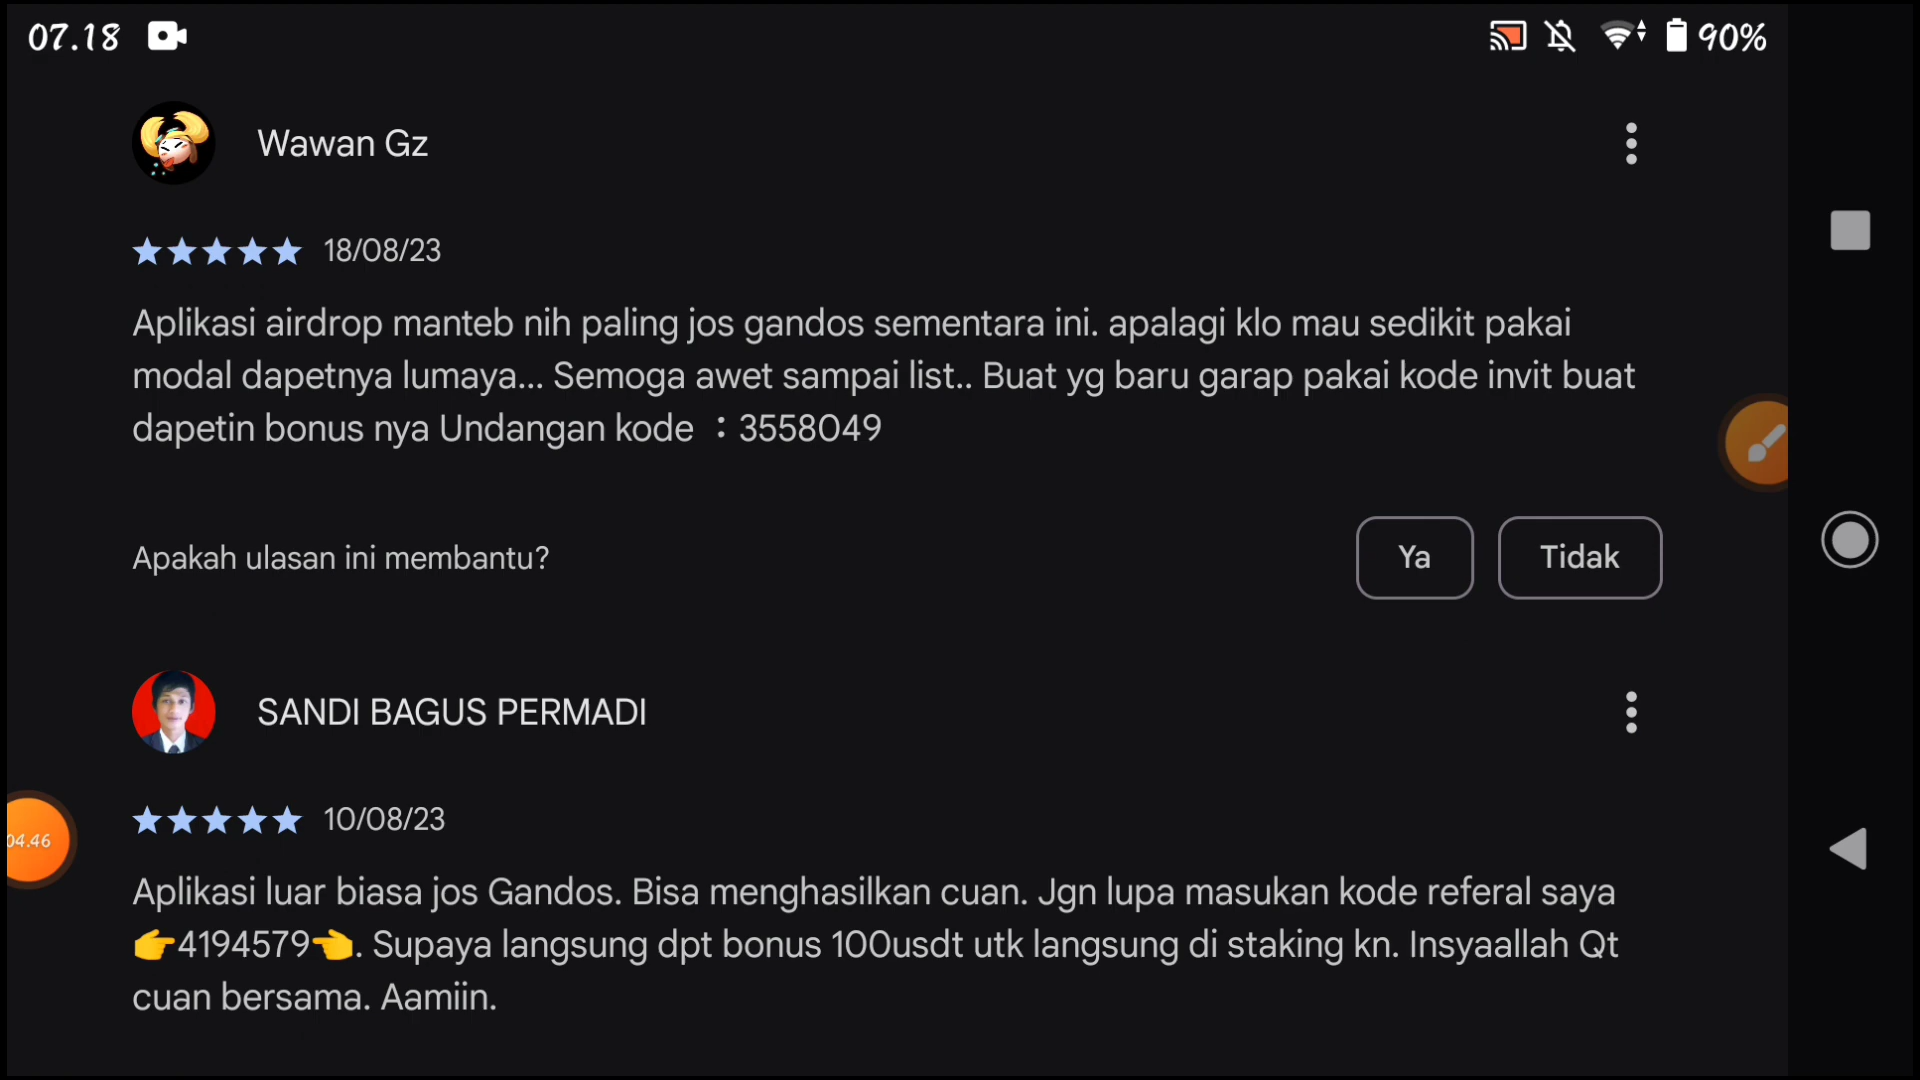 07.18
90%
Wawan Gz
18/08/23
Aplikasi airdrop manteb nih paling jos gandos sementara ini. apalagi klo mau sedikit pakai
modal dapetnya lumaya... Semoga awet sampai list.. Buat yg baru garap pakai kode invit buat
dapetin bonus nya Undangan kode ：3558049
Apakah ulasan ini membantu?
Ya
Tidak
SANDI BAGUS PERMADI
10/08/23
04.46
Aplikasi luar biasa jos Gandos. Bisa menghasilkan cuan. Jgn lupa masukan kode referal saya
👉4194579👈. Supaya langsung dpt bonus 100usdt utk langsung di staking kn. Insyaallah Qt
cuan bersama. Aamiin.